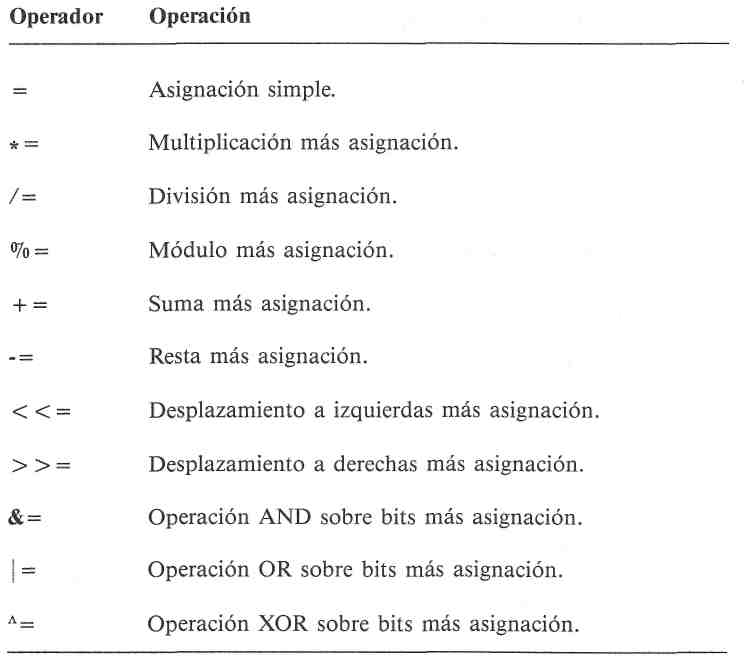 Operador Operación
= Asignación simple.
*= Multiplicación más asignación.
/= División más asignación.
%= Módulo más asignación.
+= Suma más asignación.
-= Resta más asignación.
<<= Desplazamiento a izquierdas más asignación.
>>= Desplazamiento a derechas más asignación.
&= Operación AND sobre bits más asignación.
|= Operación OR sobre bits más asignación.
^= Operación XOR sobre bits más asignación.